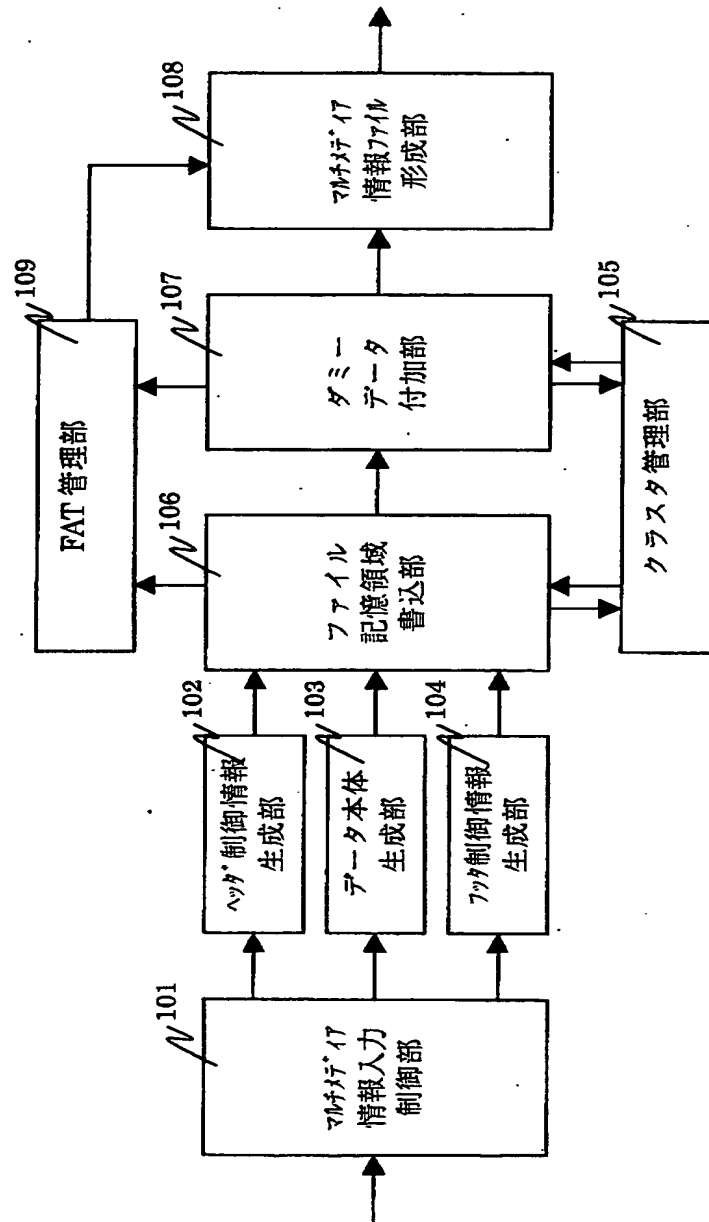 101
マルチメディア
情報入力
制御部
102
ヘッダ制御情報
生成部
103
データ本体
生成部
104
フッタ制御情報
生成部
106
ファイル
記憶領域
書込部
107
ダミー
データ
付加部
108
マルチメディア
情報ファイル
形成部
109
FAT 管理部
105
クラスタ管理部